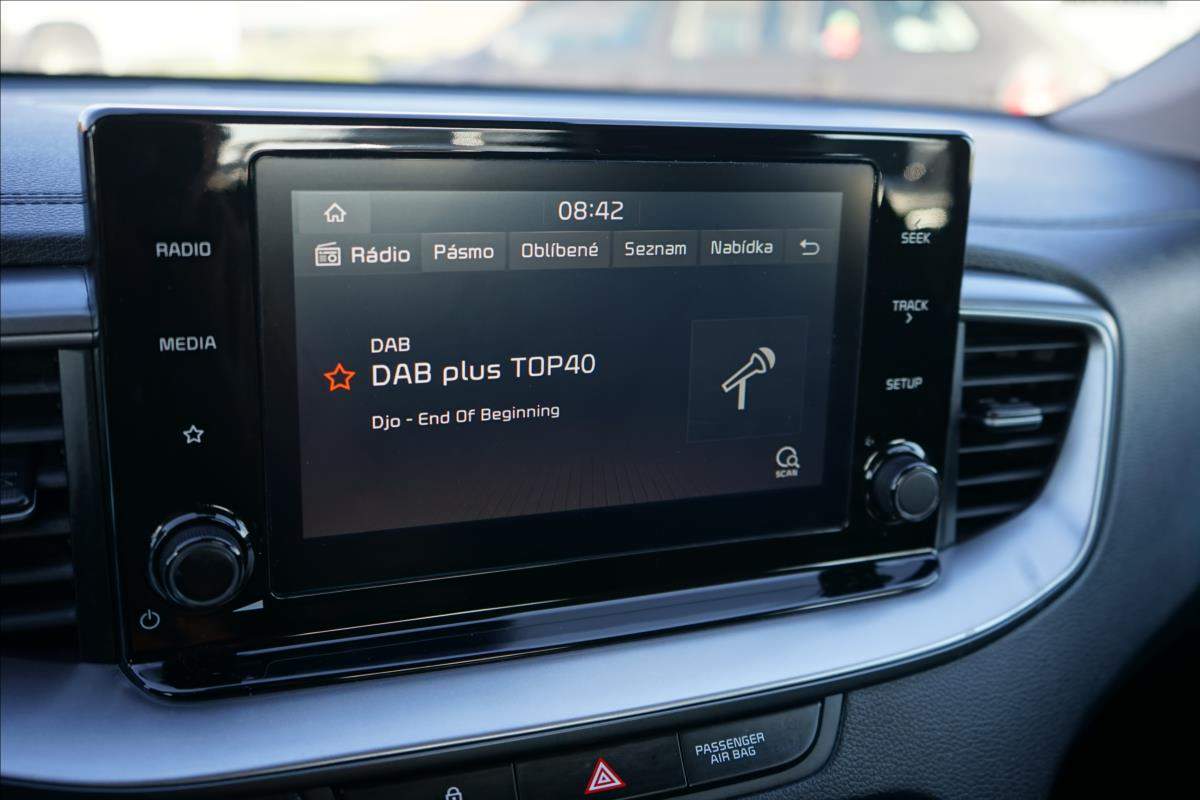 08:42
Rádio Pásmo Oblíbené Seznam Nabídka
DAB
DAB plus TOP40
Djo - End Of Beginning
SCAN
RADIO
MEDIA
SEEK
TRACK
SETUP
PASSENGER
AIR BAG